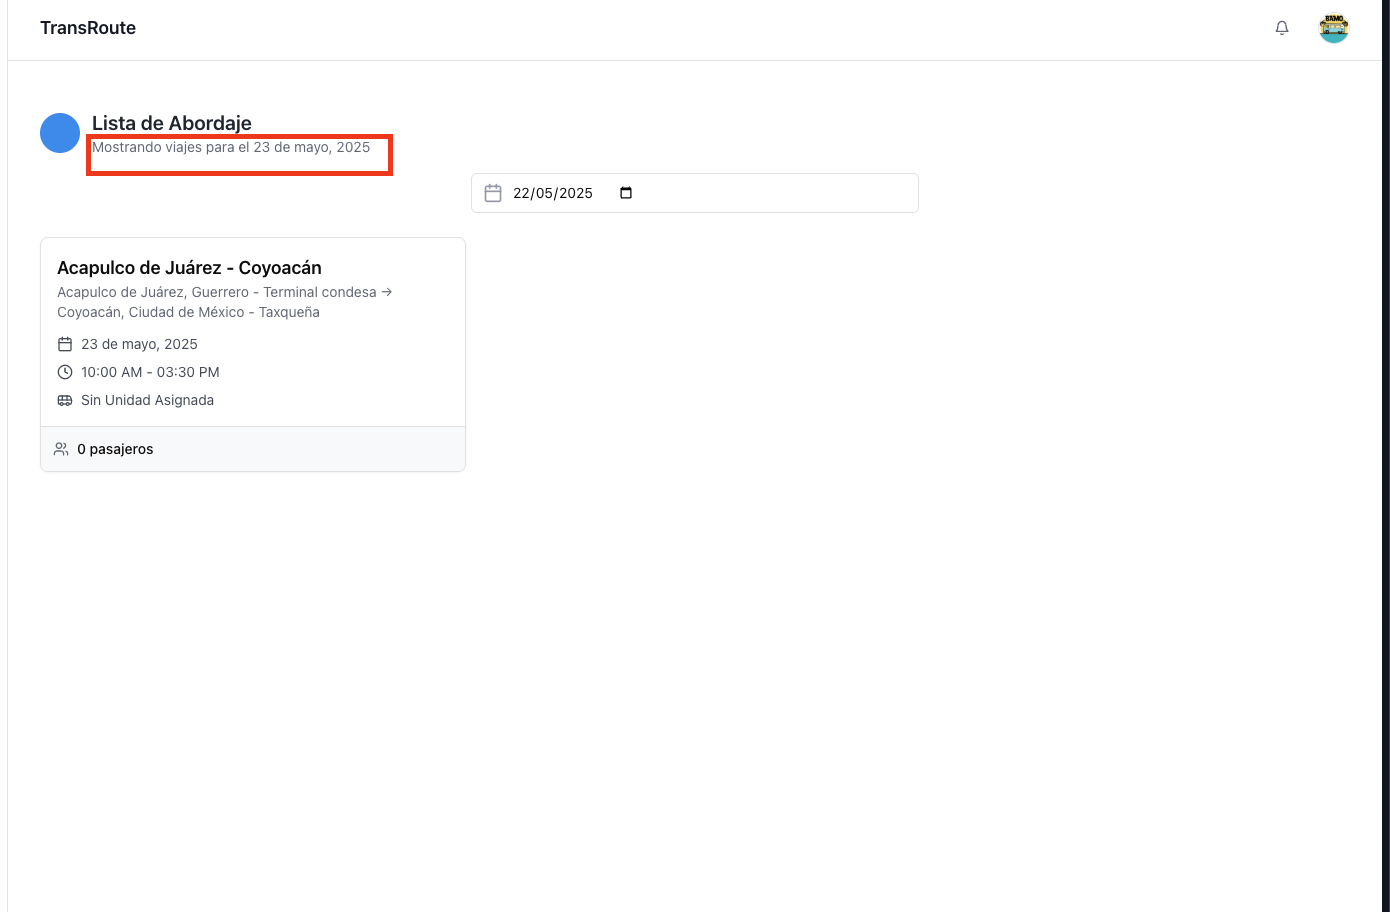 TransRoute
BAMO
Lista de Abordaje
Mostrando viajes para el 23 de mayo, 2025
22/05/2025
Acapulco de Juárez - Coyoacán
Acapulco de Juárez, Guerrero - Terminal condesa →
Coyoacán, Ciudad de México - Taxqueña
23 de mayo, 2025
10:00 AM - 03:30 PM
Sin Unidad Asignada
0 pasajeros